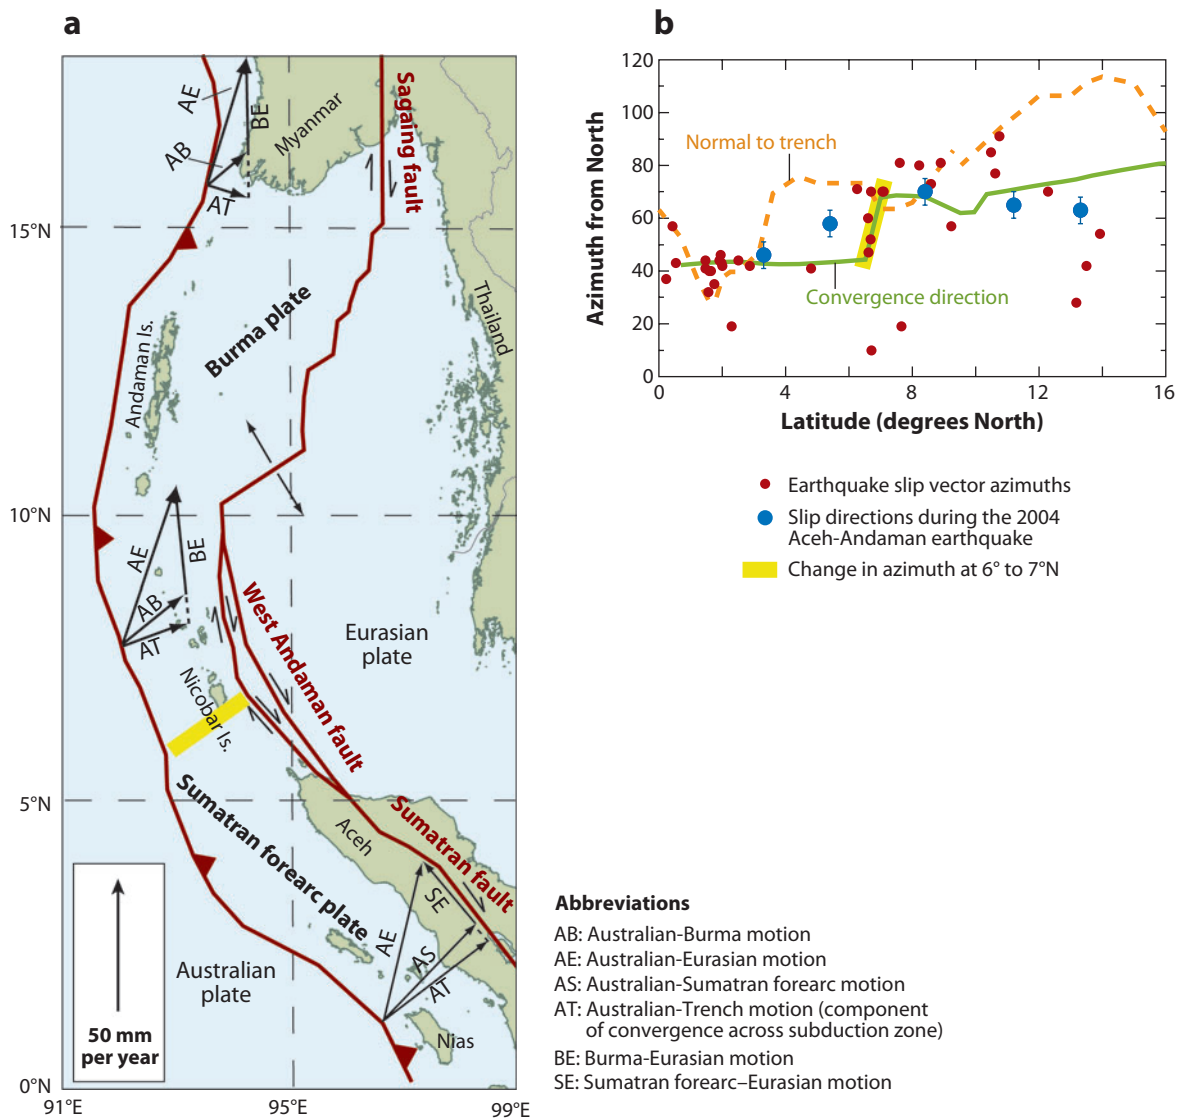 a
AE
BE
AB
AT
Myanmar
Sagaing fault
15°N
Burma plate
Thailand
Andaman Is.
10°N
AE
BE
AB
AT
West Andaman fault
Eurasian
plate
Nicobar Is.
5°N
Sumatran forearc plate
Aceh
Sumatran fault
SE
AE
AS
AT
Australian
plate
Nias
50 mm
per year
0°N
91°E
95°E
99°E
b
Azimuth from North
120
100
80
60
40
20
0
Normal to trench
Convergence direction
0
4
8
12
16
Latitude (degrees North)
Earthquake slip vector azimuths
Slip directions during the 2004
Aceh-Andaman earthquake
Change in azimuth at 6° to 7°N
Abbreviations
AB: Australian-Burma motion
AE: Australian-Eurasian motion
AS: Australian-Sumatran forearc motion
AT: Australian-Trench motion (component
of convergence across subduction zone)
BE: Burma-Eurasian motion
SE: Sumatran forearc–Eurasian motion